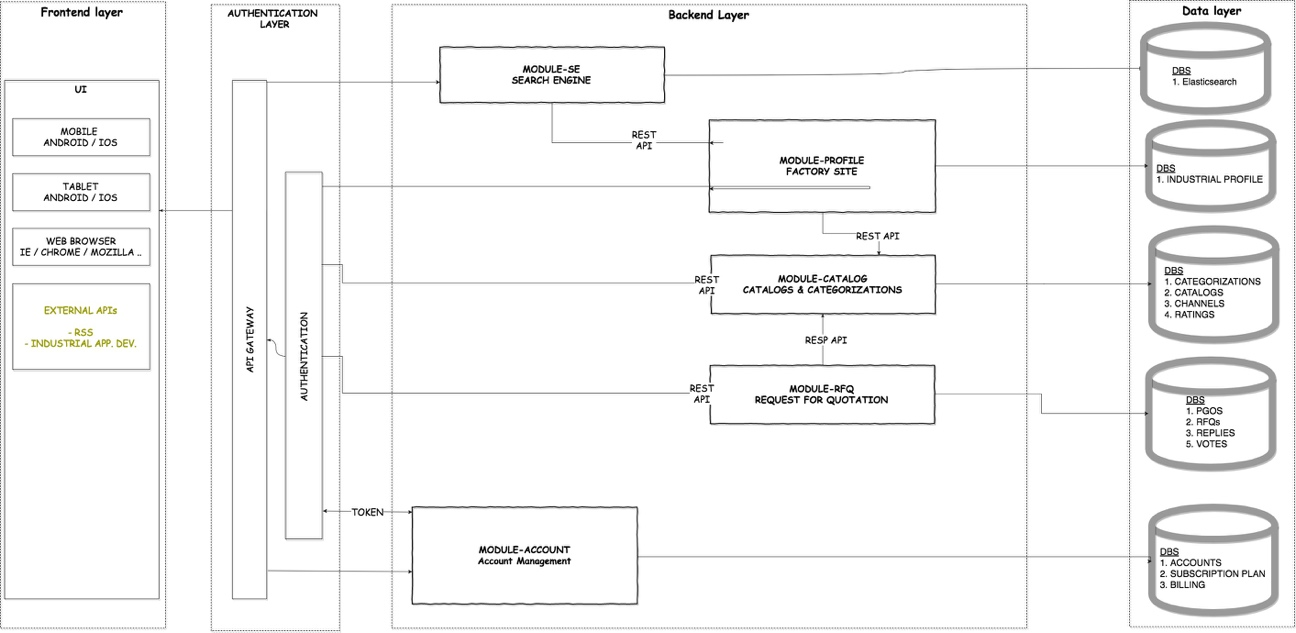 Frontend layer
UI
MOBILE
ANDROID / IOS
TABLET
ANDROID / IOS
WEB BROWSER
IE / CHROME / MOZILLA ..
EXTERNAL APIs
- RSS
- INDUSTRIAL APP. DEV.
AUTHENTICATION
LAYER
API GATEWAY
AUTHENTICATION
Backend Layer
MODULE-SE
SEARCH ENGINE
REST
API
MODULE-PROFILE
FACTORY SITE
REST API
REST
API
MODULE-CATALOG
CATALOGS & CATEGORIZATIONS
RESP API
REST
API
MODULE-RFQ
REQUEST FOR QUOTATION
TOKEN
MODULE-ACCOUNT
Account Management
Data layer
DBS
1. Elasticsearch
DBS
1. INDUSTRIAL PROFILE
DBS
1. CATEGORIZATIONS
2. CATALOGS
3. CHANNELS
4. RATINGS
DBS
1. PGOS
2. RFQs
3. REPLIES
5. VOTES
DBS
1. ACCOUNTS
2. SUBSCRIPTION PLAN
3. BILLING